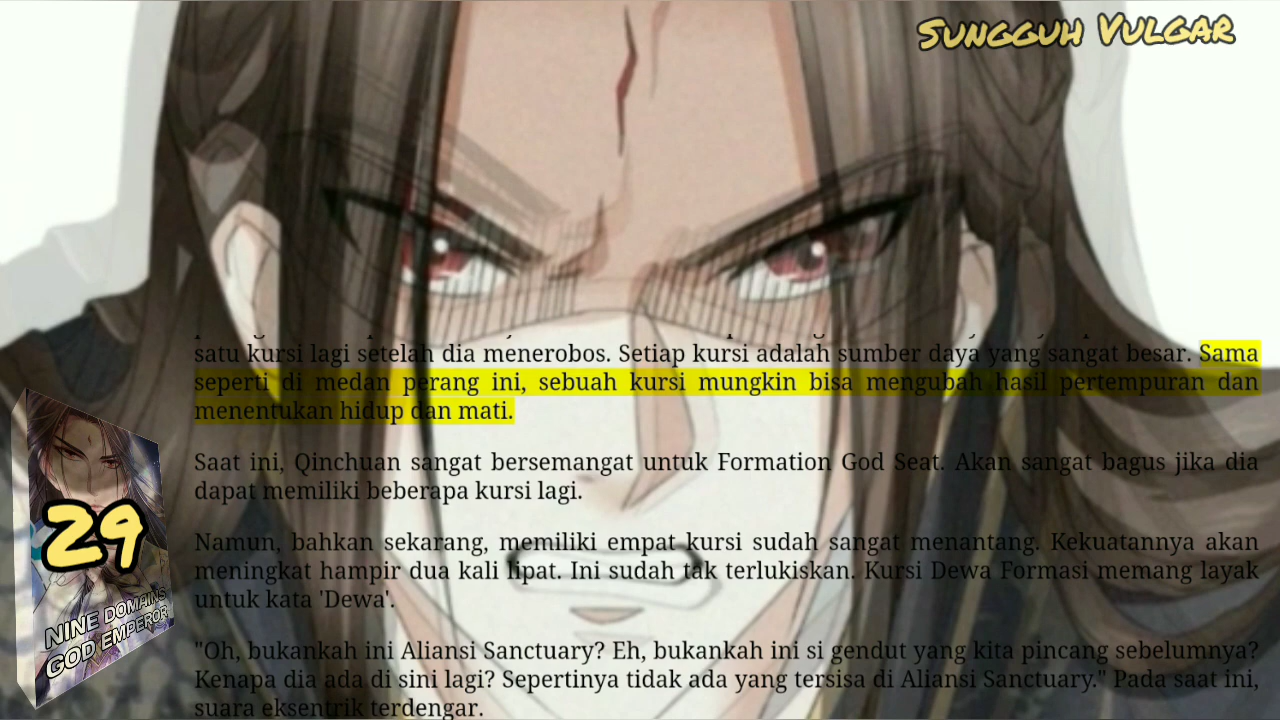 Sungguh Vulgar
satu kursi lagi setelah dia menerobos. Setiap kursi adalah sumber daya yang sangat besar. Sama
seperti di medan perang ini, sebuah kursi mungkin bisa mengubah hasil pertempuran dan
menentukan hidup dan mati.
Saat ini, Qinchuan sangat bersemangat untuk Formation God Seat. Akan sangat bagus jika dia
dapat memiliki beberapa kursi lagi.
Namun, bahkan sekarang, memiliki empat kursi sudah sangat menantang. Kekuatannya akan
meningkat hampir dua kali lipat. Ini sudah tak terlukiskan. Kursi Dewa Formasi memang layak
untuk kata 'Dewa'.
"Oh, bukankah ini Aliansi Sanctuary? Eh, bukankah ini si gendut yang kita pincang sebelumnya?
Kenapa dia ada di sini lagi? Sepertinya tidak ada yang tersisa di Aliansi Sanctuary." Pada saat ini,
suara eksentrik terdengar.
29
NINE DOMAINS
GOD EMPEROR